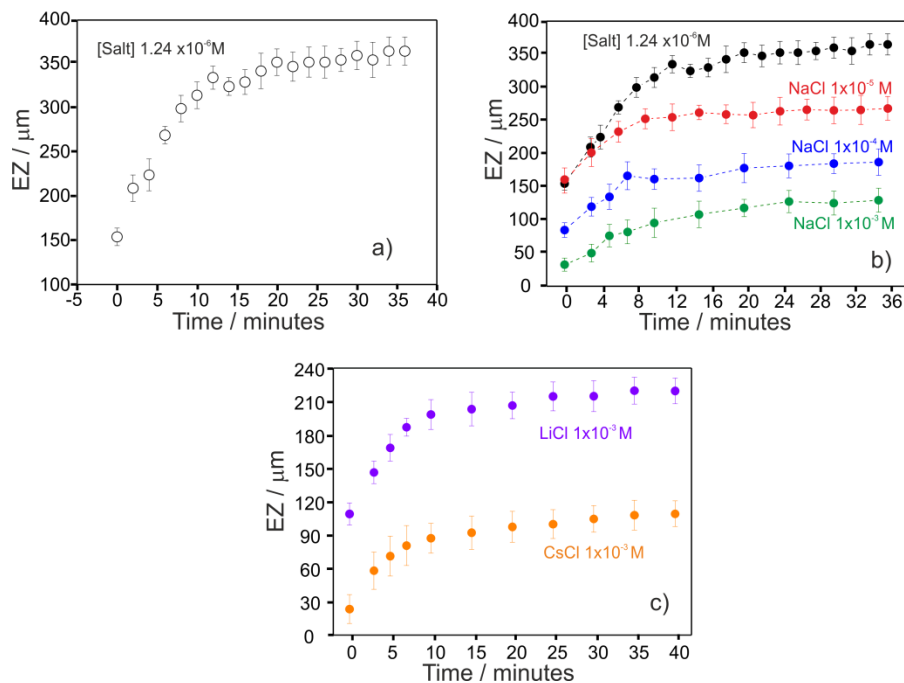 400
350
300
250
200
150
100
EZ / μm
[Salt] 1.24 x10⁻⁶M
a)
-5 0 5 10 15 20 25 30 35 40
Time / minutes
400
350
300
250
200
150
100
50
0
EZ / μm
[Salt] 1.24 x10⁻⁶M
NaCl 1x10⁻⁵ M
NaCl 1x10⁻⁴ M
NaCl 1x10⁻³ M
b)
0 4 8 12 16 20 24 28 32 36
Time / minutes
240
210
180
150
120
90
60
30
0
EZ / μm
LiCl 1x10⁻³ M
CsCl 1x10⁻³ M
c)
0 5 10 15 20 25 30 35 40
Time / minutes